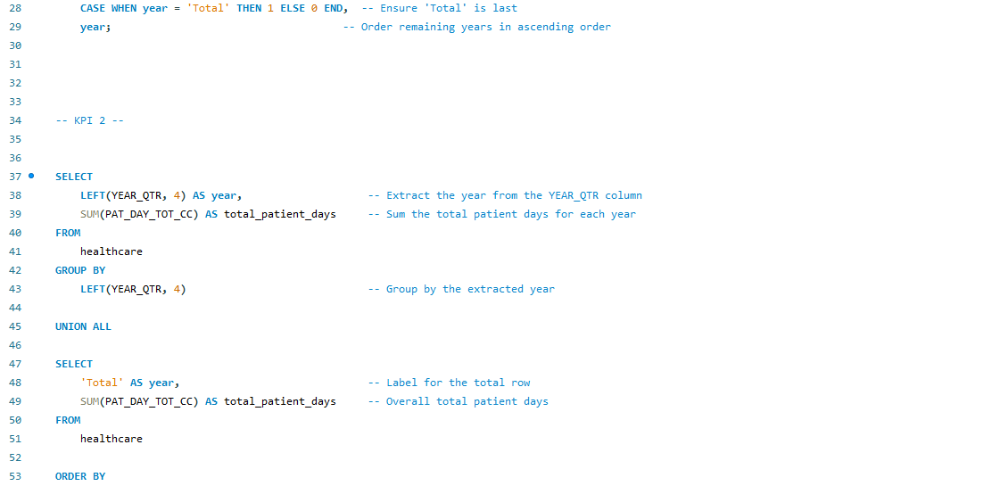 28 CASE WHEN year = 'Total' THEN 1 ELSE 0 END, -- Ensure 'Total' is last
29 year; -- Order remaining years in ascending order
30
31
32
33
34 -- KPI 2 --
35
36
37 SELECT
38 LEFT(YEAR_QTR, 4) AS year, -- Extract the year from the YEAR_QTR column
39 SUM(PAT_DAY_TOT_CC) AS total_patient_days -- Sum the total patient days for each year
40 FROM
41 healthcare
42 GROUP BY
43 LEFT(YEAR_QTR, 4) -- Group by the extracted year
44
45 UNION ALL
46
47 SELECT
48 'Total' AS year, -- Label for the total row
49 SUM(PAT_DAY_TOT_CC) AS total_patient_days -- Overall total patient days
50 FROM
51 healthcare
52
53 ORDER BY